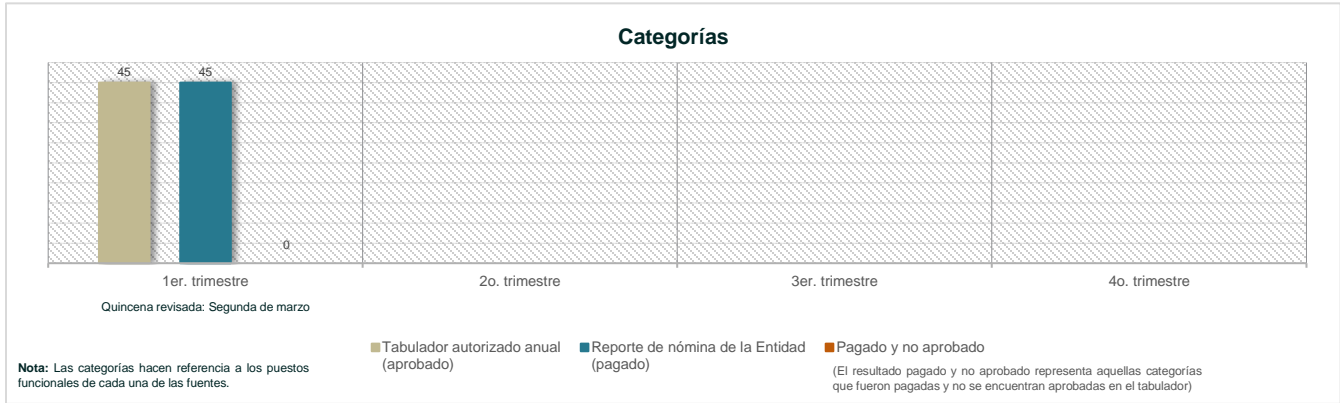 Categorías
45
45
0
1er. trimestre
2o. trimestre
3er. trimestre
4o. trimestre
Quincena revisada: Segunda de marzo
Tabulador autorizado anual
(aprobado)
Reporte de nómina de la Entidad
(pagado)
Pagado y no aprobado
(El resultado pagado y no aprobado representa aquellas categorías
que fueron pagadas y no se encuentran aprobadas en el tabulador)
Nota: Las categorías hacen referencia a los puestos
funcionales de cada una de las fuentes.